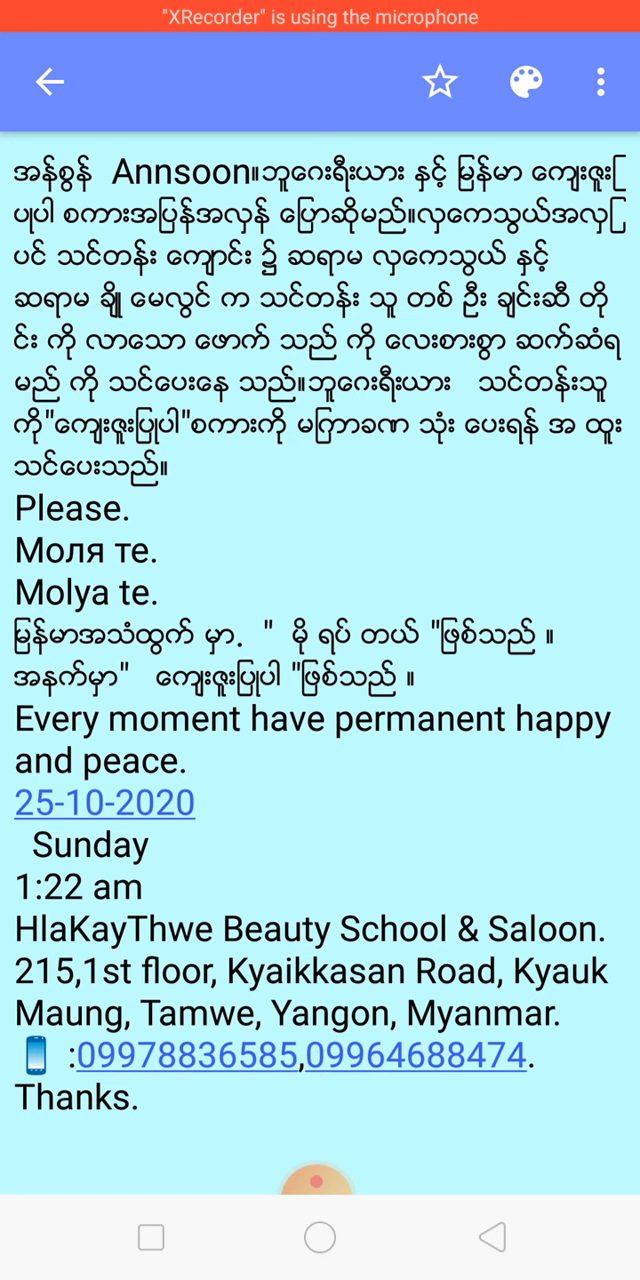 "XRecorder" is using the microphone
အန်စွန် Annsoon။ဘူဂေးရီးယား နှင့် မြန်မာ ကျေးဇူးပြ
ပုပါ စကားအပြန်အလှန် ပြောဆိုမည်။လှကေသွယ်အလှပြ
ပင် သင်တန်း ကျောင်း ၌ ဆရာမ လှကေသွယ် နှင့်
ဆရာမ ချို မေလွင် က သင်တန်း သူ တစ် ဦး ချင်းဆီ တို
င်း ကို လာသော ဖောက် သည် ကို လေးစားစွာ ဆက်ဆံရ
မည် ကို သင်ပေးနေ သည်။ဘူဂေးရီးယား သင်တန်းသူ
ကို"ကျေးဇူးပြုပါ"စကားကို မကြာခဏ သုံး ပေးရန် အ ထူး
သင်ပေးသည်။
Please.
Моля те.
Molya te.
မြန်မာအသံထွက် မှာ. " မို ရပ် တယ် "ဖြစ်သည် ။
အနက်မှာ" ကျေးဇူးပြုပါ "ဖြစ်သည် ။
Every moment have permanent happy
and peace.
25-10-2020
Sunday
1:22 am
HlaKayThwe Beauty School & Saloon.
215,1st floor, Kyaikkasan Road, Kyauk
Maung, Tamwe, Yangon, Myanmar.
:09978836585,09964688474.
Thanks.